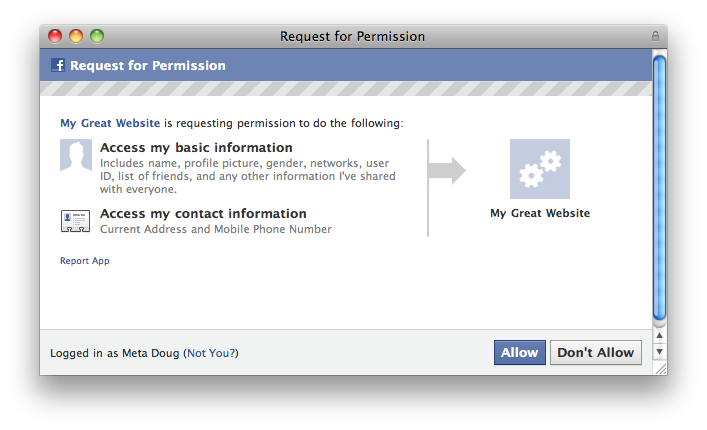 Request for Permission
f Request for Permission
My Great Website is requesting permission to do the following:
Access my basic information
Includes name, profile picture, gender, networks, user
ID, list of friends, and any other information I've shared
with everyone.
Access my contact information
Current Address and Mobile Phone Number
My Great Website
Report App
Logged in as Meta Doug (Not You?)
Allow
Don't Allow